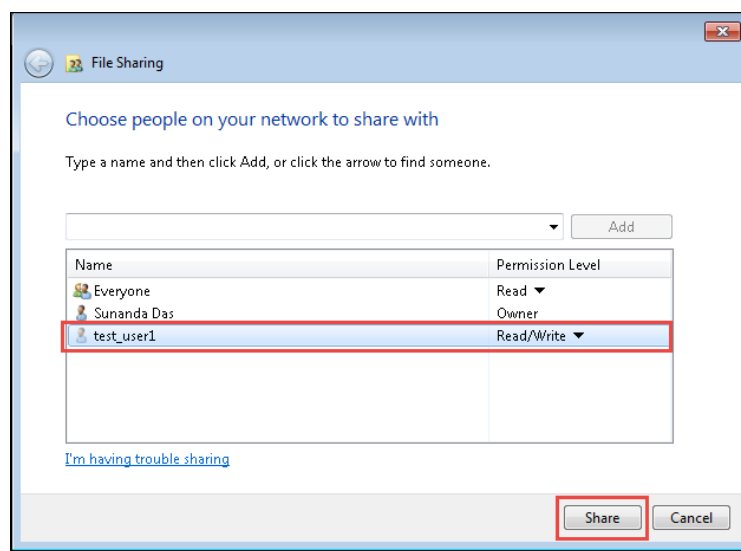 File Sharing
Choose people on your network to share with
Type a name and then click Add, or click the arrow to find someone.
Add
Name Permission Level
Everyone Read
Sunanda Das Owner
test_user1 Read/Write
I'm having trouble sharing
Share Cancel